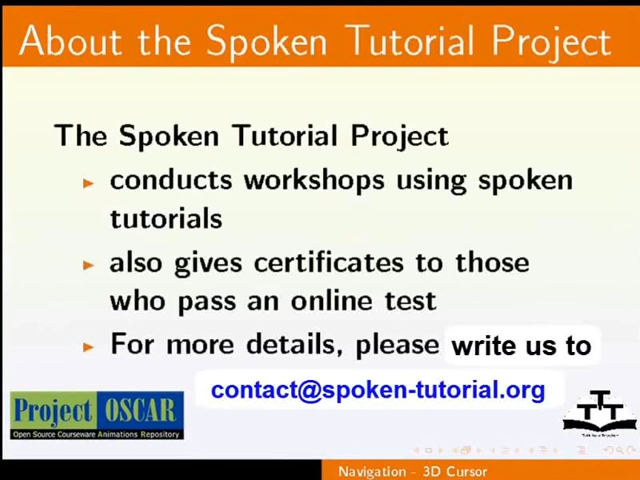 About the Spoken Tutorial Project
The Spoken Tutorial Project
conducts workshops using spoken
tutorials
also gives certificates to those
who pass an online test
For more details, please write us to
contact@spoken-tutorial.org
Project OSCAR
Open Source Courseware Animations Repository
Navigation - 3D Cursor